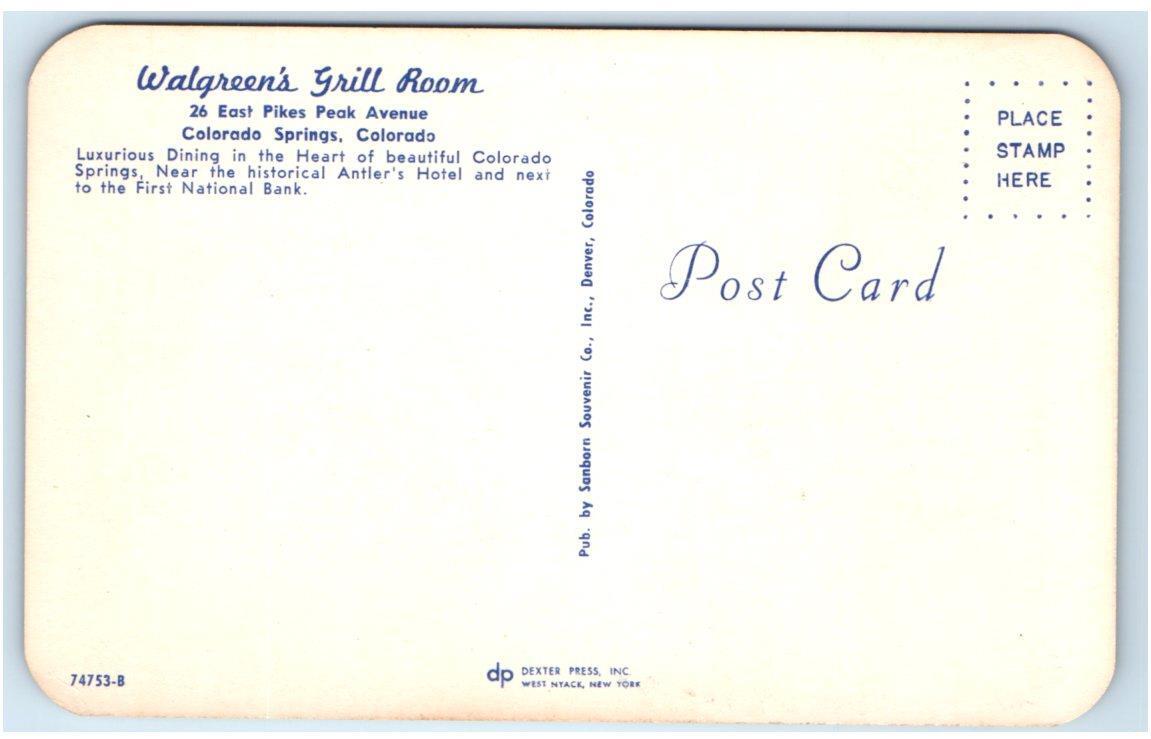 Walgreen's Grill Room
26 East Pikes Peak Avenue
Colorado Springs, Colorado
Luxurious Dining in the Heart of beautiful Colorado
Springs, Near the historical Antler's Hotel and next
to the First National Bank.
Pub. by Sanborn Souvenir Co., Inc., Denver, Colorado
PLACE
STAMP
HERE
Post Card
74753-B
dp DEXTER PRESS, INC.
WEST NYACK, NEW YORK